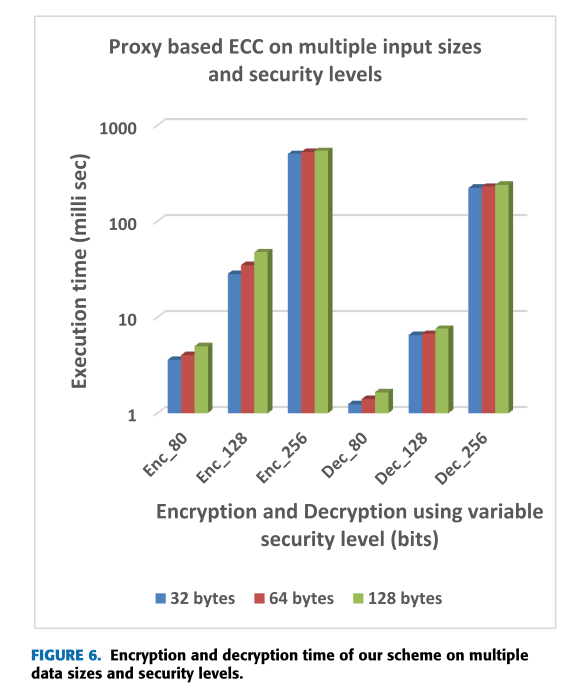 Proxy based ECC on multiple input sizes
and security levels
Execution time (milli sec)
1000
100
10
1
Enc_80
Enc_128
Enc_256
Dec_80
Dec_128
Dec_256
Encryption and Decryption using variable
security level (bits)
32 bytes 64 bytes 128 bytes
FIGURE 6. Encryption and decryption time of our scheme on multiple
data sizes and security levels.